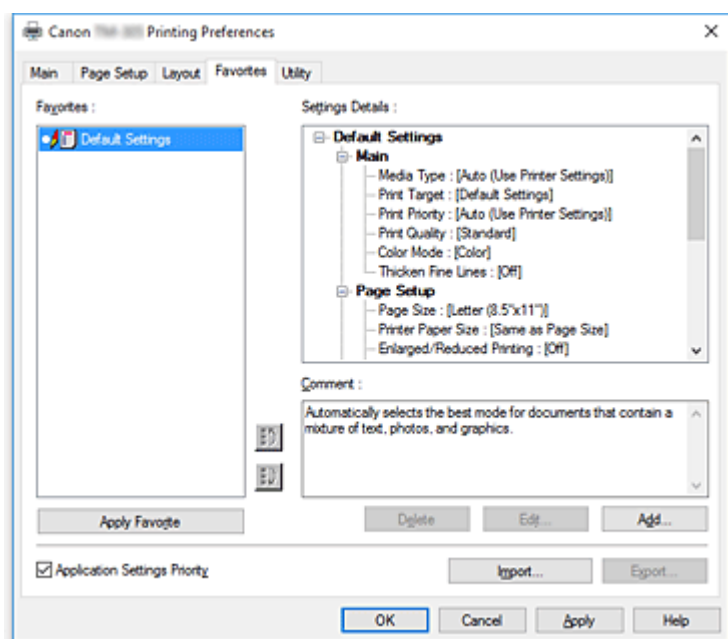 Canon Printing Preferences
Main Page Setup Layout Favorites Utility
Favorites :
Default Settings
Apply Favorite
Settings Details :
Default Settings
Main
Media Type : [Auto (Use Printer Settings)]
Print Target : [Default Settings]
Print Priority : [Auto (Use Printer Settings)]
Print Quality : [Standard]
Color Mode : [Color]
Thicken Fine Lines : [Off]
Page Setup
Page Size : [Letter (8.5"x11")]
Printer Paper Size : [Same as Page Size]
Enlarged/Reduced Printing : [Off]
Comment :
Automatically selects the best mode for documents that contain a
mixture of text, photos, and graphics.
Delete Edit... Add...
Application Settings Priority
Import... Export...
OK Cancel Apply Help